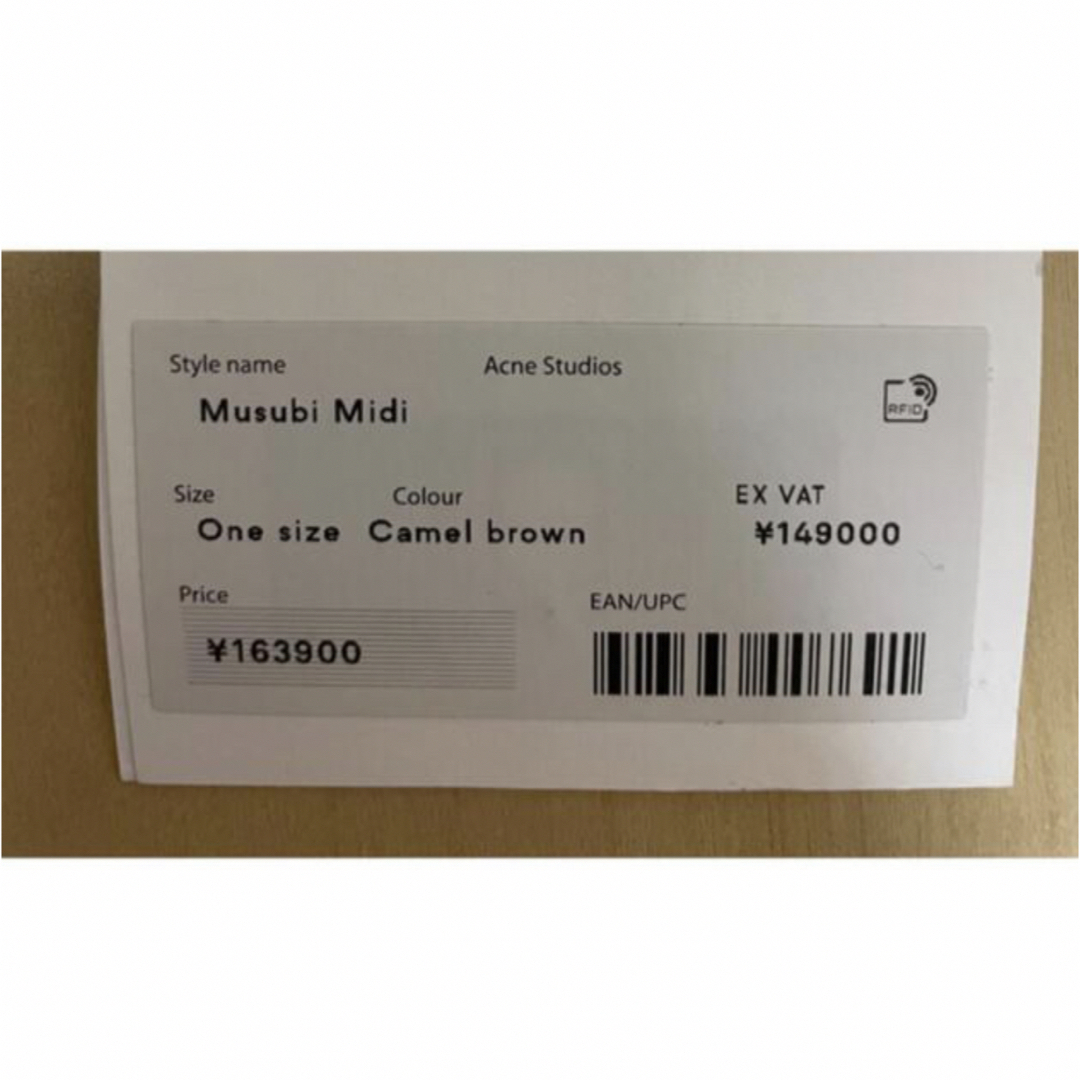 Style name Acne Studios
Musubi Midi
RFID
Size Colour EX VAT
One size Camel brown ¥149000
Price EAN/UPC
¥163900